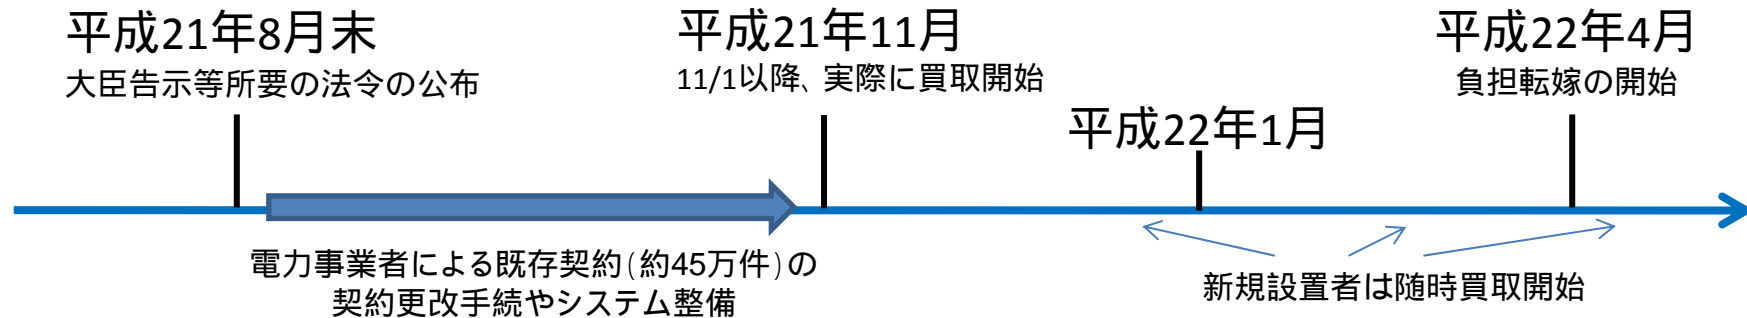 平成21年8月末
大臣告示等所要の法令の公布
平成21年11月
11/1以降、実際に買取開始
平成22年1月
平成22年4月
負担転嫁の開始
電力事業者による既存契約(約45万件)の
契約更改手続やシステム整備
新規設置者は随時買取開始